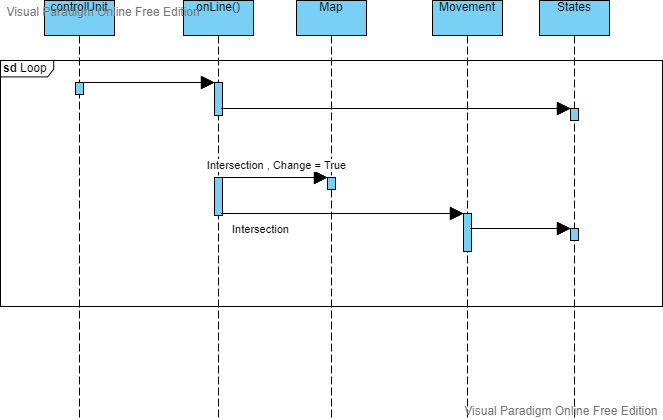 Visual Paradigm Online Free Edition
controlUnit
onLine()
Map
Movement
States
sd Loop
Intersection , Change = True
Intersection
Visual Paradigm Online Free Edition